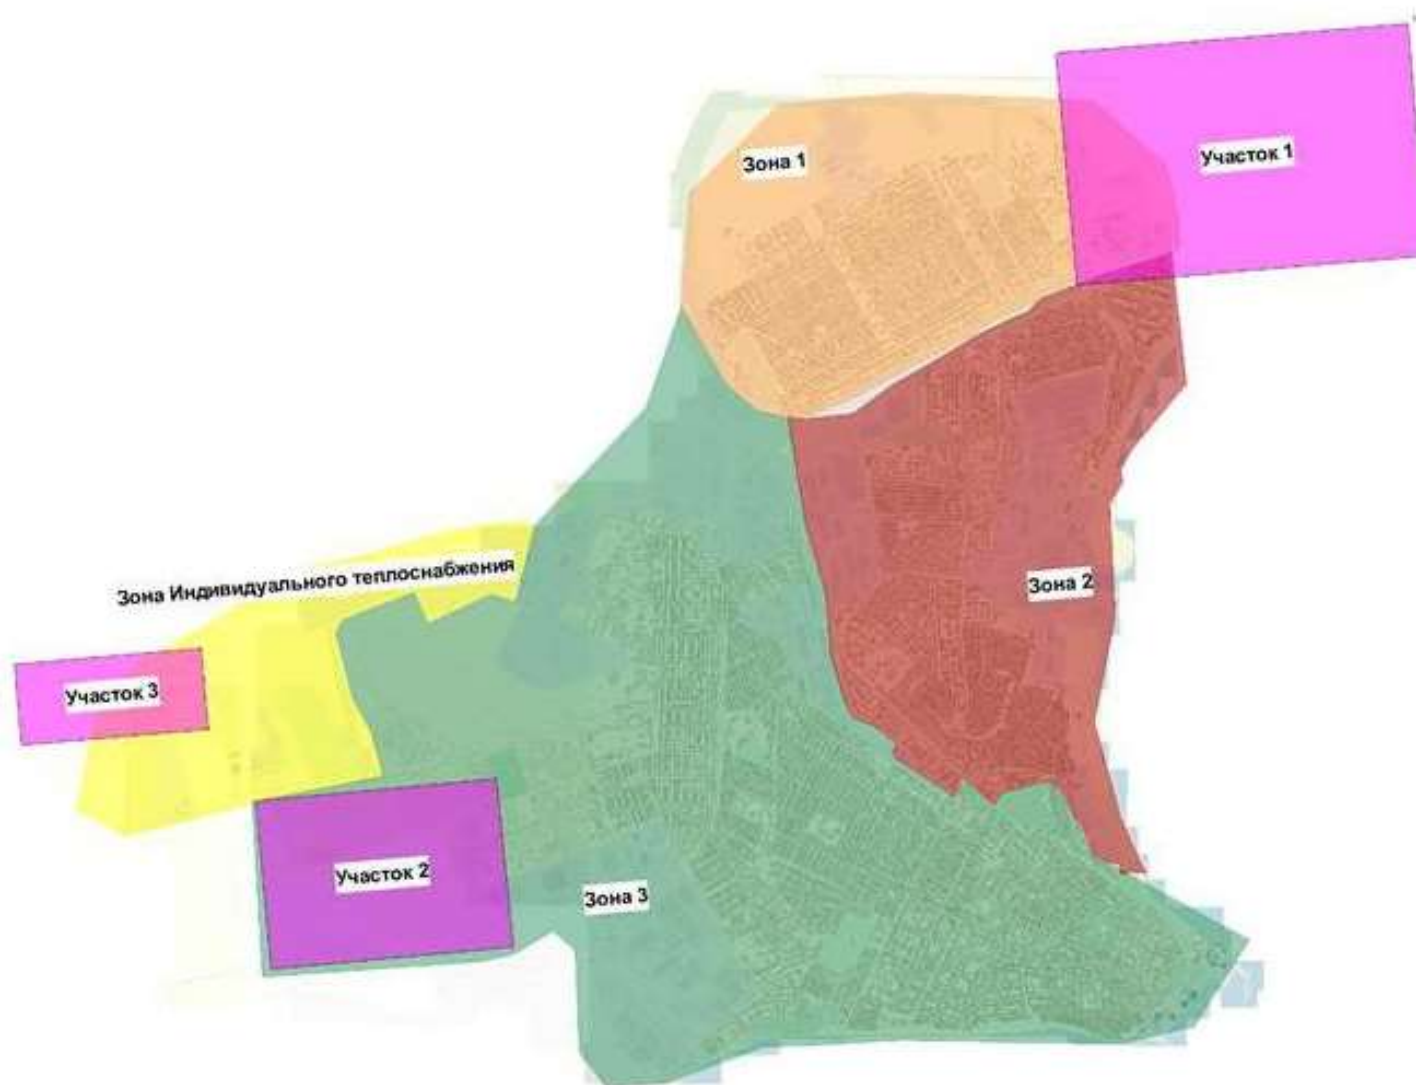 Участок 1
Зона 1
Зона Индивидуального теплоснабжения
Зона 2
Участок 3
Участок 2
Зона 3